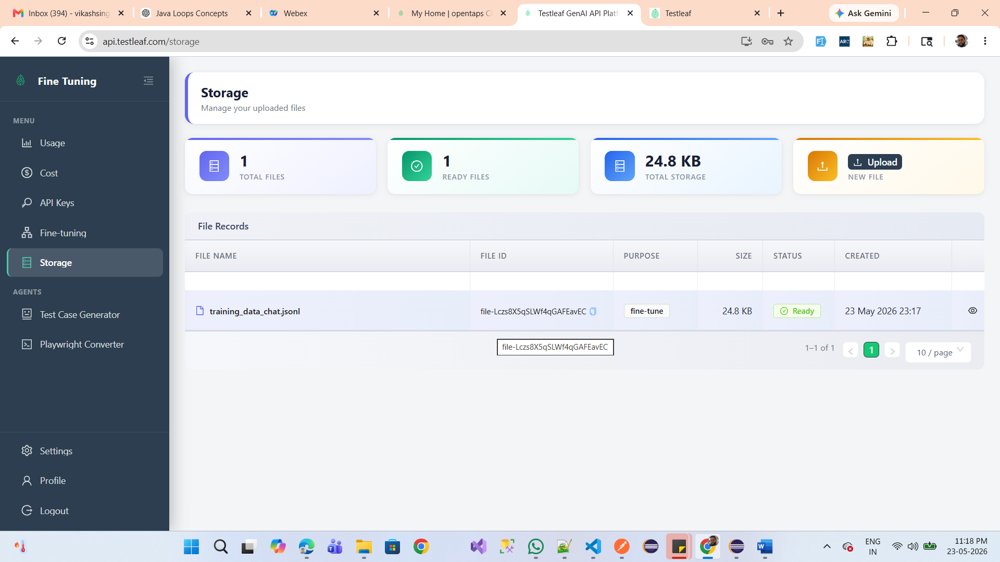 Inbox (394) - vikashsing
Java Loops Concepts
Webex
My Home | opentaps C
Testleaf GenAI API Platf
Testleaf
Ask Gemini
api.testleaf.com/storage
Fine Tuning
MENU
Usage
Cost
API Keys
Fine-tuning
Storage
AGENTS
Test Case Generator
Playwright Converter
Settings
Profile
Logout
Storage
Manage your uploaded files
1
TOTAL FILES
1
READY FILES
24.8 KB
TOTAL STORAGE
Upload
NEW FILE
File Records
FILE NAME FILE ID PURPOSE SIZE STATUS CREATED
training_data_chat.jsonl file-Lczs8X5qSLWf4qGAFEavEC fine-tune 24.8 KB Ready 23 May 2026 23:17
file-Lczs8X5qSLWf4qGAFEavEC
1–1 of 1 < 1 > 10 / page
ENG
IN
11:18 PM
23-05-2026